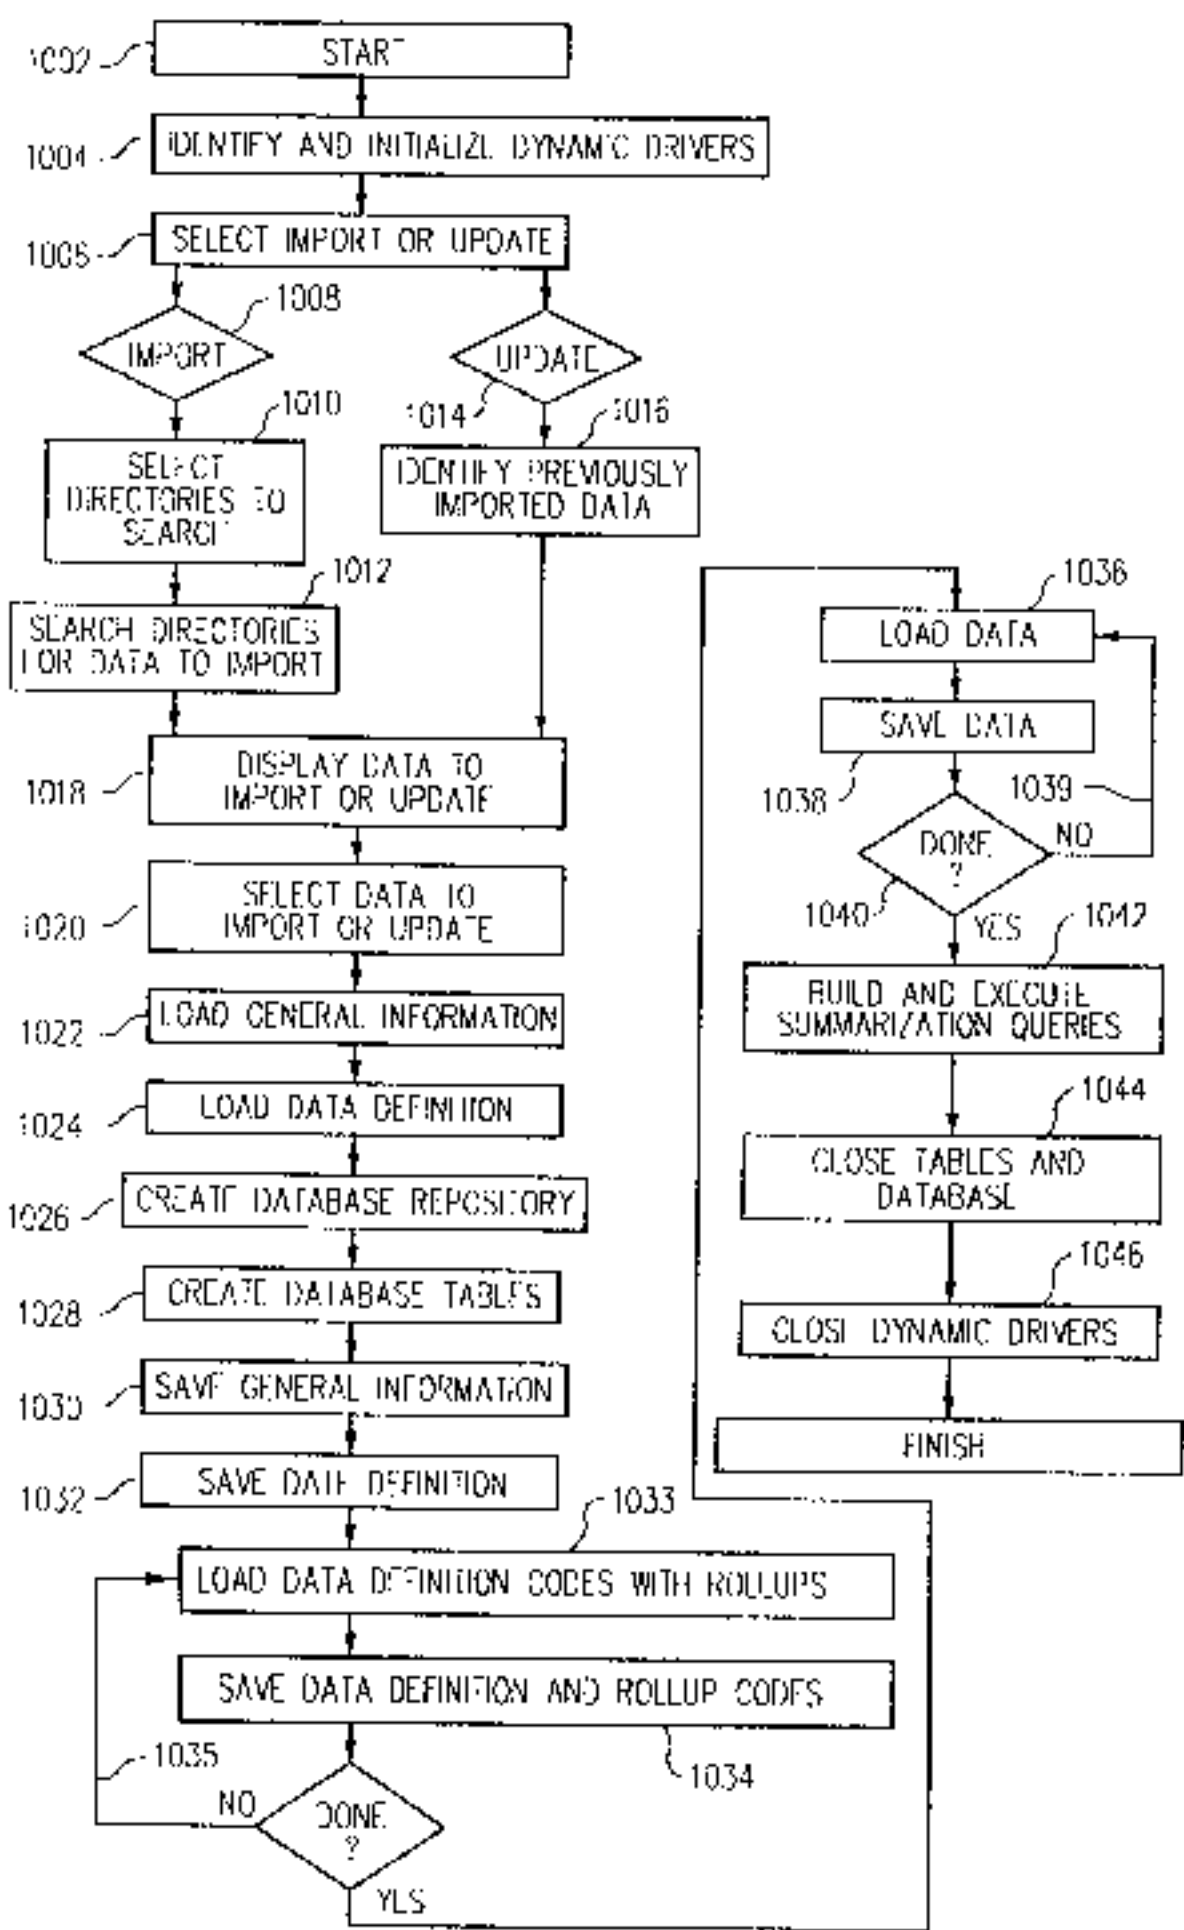 1002
START
1004
IDENTIFY AND INITIALIZE DYNAMIC DRIVERS
1006
SELECT IMPORT OR UPDATE
1008
IMPORT
UPDATE
1014
1010
SELECT
DIRECTORIES TO
SEARCH
1016
IDENTIFY PREVIOUSLY
IMPORTED DATA
1012
SEARCH DIRECTORIES
FOR DATA TO IMPORT
1018
DISPLAY DATA TO
IMPORT OR UPDATE
1020
SELECT DATA TO
IMPORT OR UPDATE
1022
LOAD GENERAL INFORMATION
1024
LOAD DATA DEFINITION
1026
CREATE DATABASE REPOSITORY
1028
CREATE DATABASE TABLES
1030
SAVE GENERAL INFORMATION
1032
SAVE DATE DEFINITION
1033
LOAD DATA DEFINITION CODES WITH ROLLUPS
SAVE DATA DEFINITION AND ROLLUP CODES
1034
1035
NO
DONE
?
YES
1036
LOAD DATA
SAVE DATA
1038
1039
DONE
?
NO
1040
YES
1042
BUILD AND EXECUTE
SUMMARIZATION QUERIES
1044
CLOSE TABLES AND
DATABASE
1046
CLOSE DYNAMIC DRIVERS
FINISH